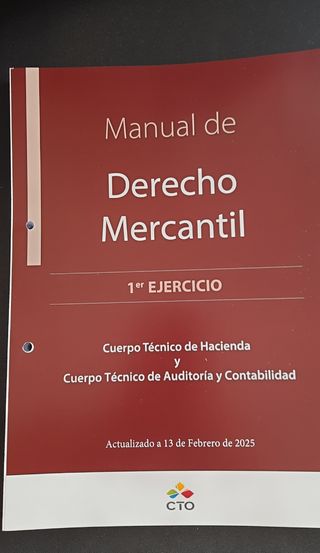 Manual de
Derecho
Mercantil
1er EJERCICIO
Cuerpo Técnico de Hacienda
y
Cuerpo Técnico de Auditoría y Contabilidad
Actualizado a 13 de Febrero de 2025
CTO